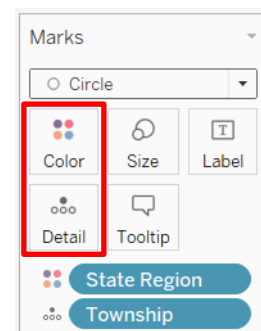 Marks
Circle
Color Size Label
Detail Tooltip
State Region
Township